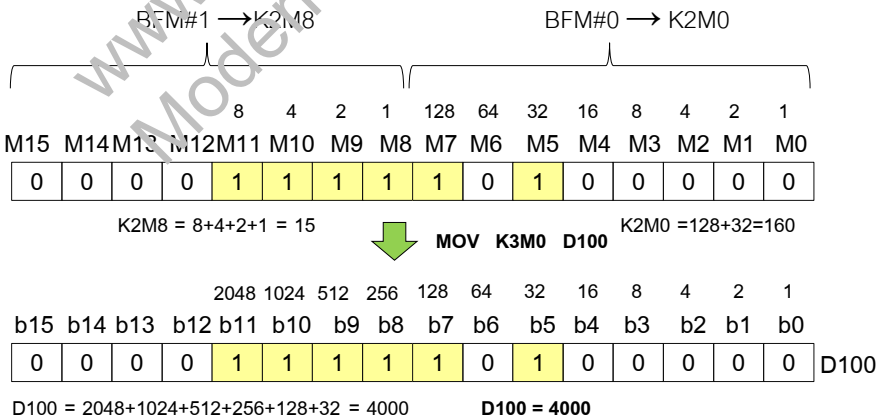 BFM#1 → K2M8 BFM#0 → K2M0
www.
Moder
8 4 2 1 128 64 32 16 8 4 2 1
M15 M14 M13 M12 M11 M10 M9 M8 M7 M6 M5 M4 M3 M2 M1 M0
0 0 0 0 1 1 1 1 1 0 1 0 0 0 0 0
K2M8 = 8+4+2+1 = 15 K2M0 =128+32=160
MOV K3M0 D100
2048 1024 512 256 128 64 32 16 8 4 2 1
b15 b14 b13 b12 b11 b10 b9 b8 b7 b6 b5 b4 b3 b2 b1 b0
0 0 0 0 1 1 1 1 1 0 1 0 0 0 0 0 D100
D100 = 2048+1024+512+256+128+32 = 4000 D100 = 4000